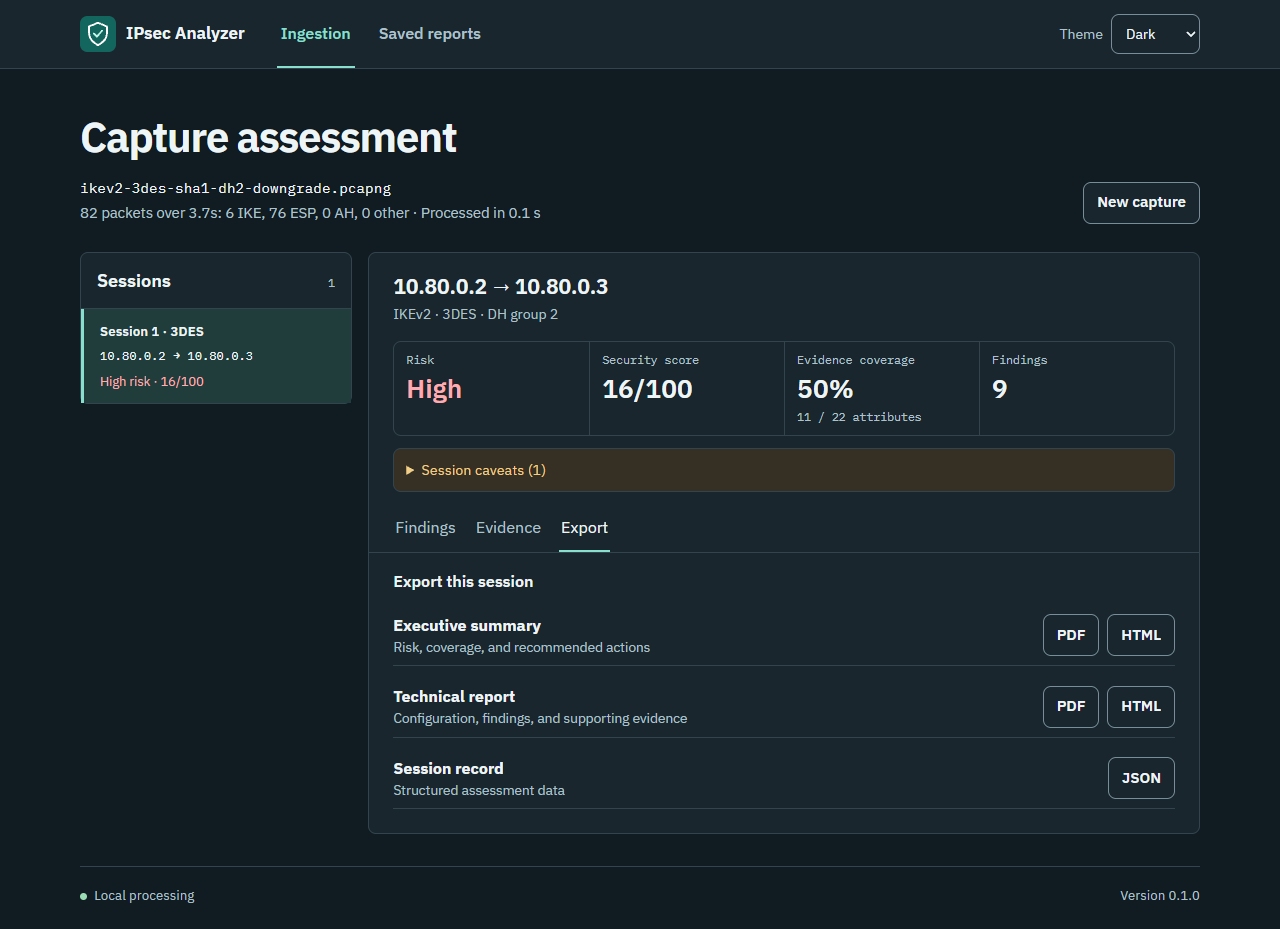 IPsec Analyzer
Ingestion
Saved reports
Theme
Dark
Capture assessment
ikev2-3des-sha1-dh2-downgrade.pcapng
82 packets over 3.7s: 6 IKE, 76 ESP, 0 AH, 0 other · Processed in 0.1 s
New capture
Sessions
1
Session 1 · 3DES
10.80.0.2 → 10.80.0.3
High risk · 16/100
10.80.0.2 → 10.80.0.3
IKEv2 · 3DES · DH group 2
Risk
High
Security score
16/100
Evidence coverage
50%
11 / 22 attributes
Findings
9
Session caveats (1)
Findings
Evidence
Export
Export this session
Executive summary
Risk, coverage, and recommended actions
PDF
HTML
Technical report
Configuration, findings, and supporting evidence
PDF
HTML
Session record
Structured assessment data
JSON
Local processing
Version 0.1.0